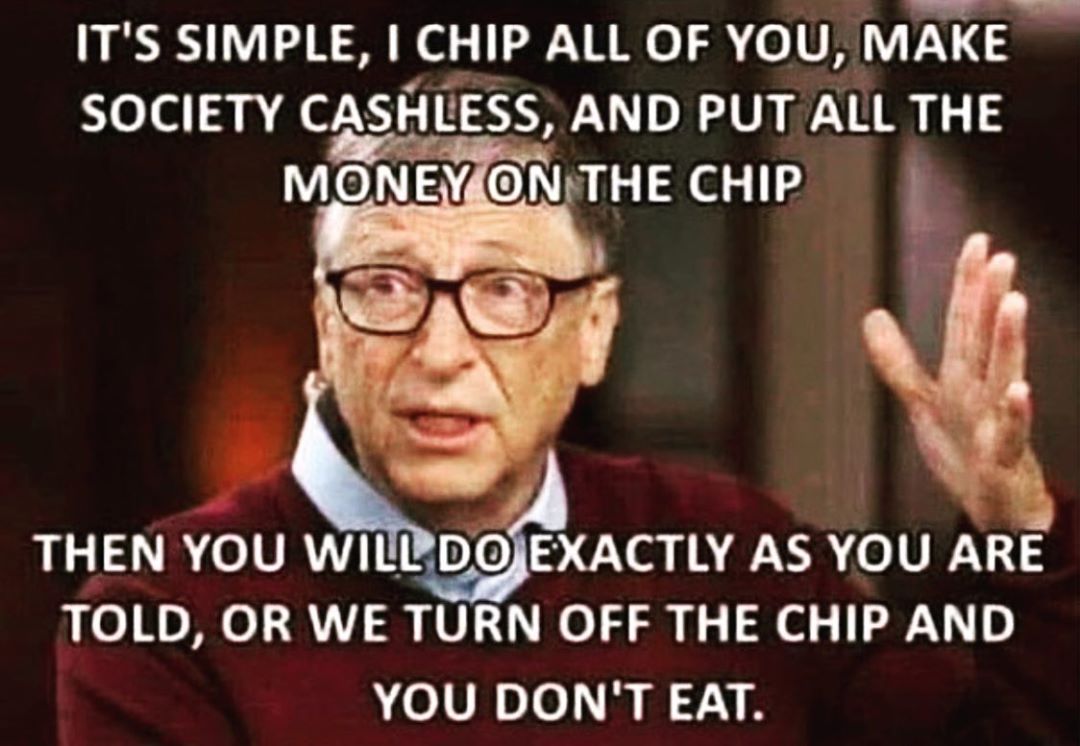 IT'S SIMPLE, I CHIP ALL OF YOU, MAKE
SOCIETY CASHLESS, AND PUT ALL THE
MONEY ON THE CHIP
THEN YOU WILL DO EXACTLY AS YOU ARE
TOLD, OR WE TURN OFF THE CHIP AND
YOU DON'T EAT.